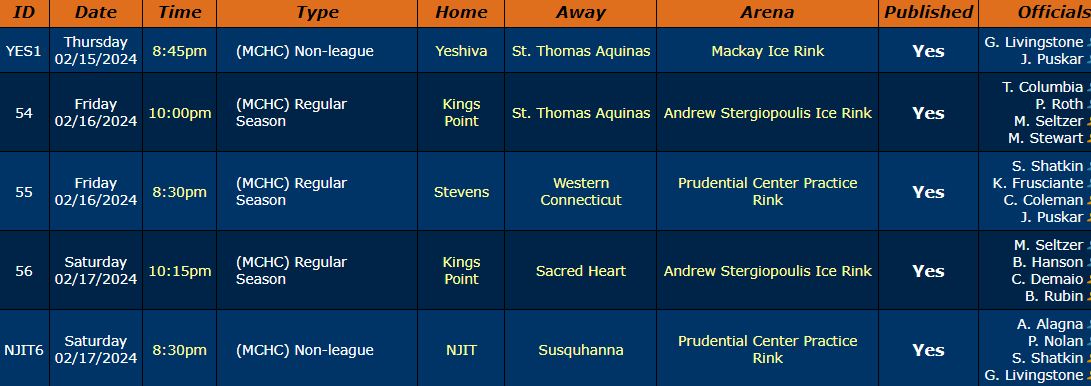 ID Date Time Type Home Away Arena Published Officials
YES1 Thursday 02/15/2024 8:45pm (MCHC) Non-league Yeshiva St. Thomas Aquinas Mackay Ice Rink Yes G. Livingstone J. Puskar
54 Friday 02/16/2024 10:00pm (MCHC) Regular Season Kings Point St. Thomas Aquinas Andrew Stergiopoulis Ice Rink Yes T. Columbia P. Roth M. Seltzer M. Stewart
55 Friday 02/16/2024 8:30pm (MCHC) Regular Season Stevens Western Connecticut Prudential Center Practice Rink Yes S. Shatkin K. Frusciante C. Coleman J. Puskar
56 Saturday 02/17/2024 10:15pm (MCHC) Regular Season Kings Point Sacred Heart Andrew Stergiopoulis Ice Rink Yes M. Seltzer B. Hanson C. Demaio B. Rubin
NJIT6 Saturday 02/17/2024 8:30pm (MCHC) Non-league NJIT Susquhanna Prudential Center Practice Rink Yes A. Alagna P. Nolan S. Shatkin G. Livingstone